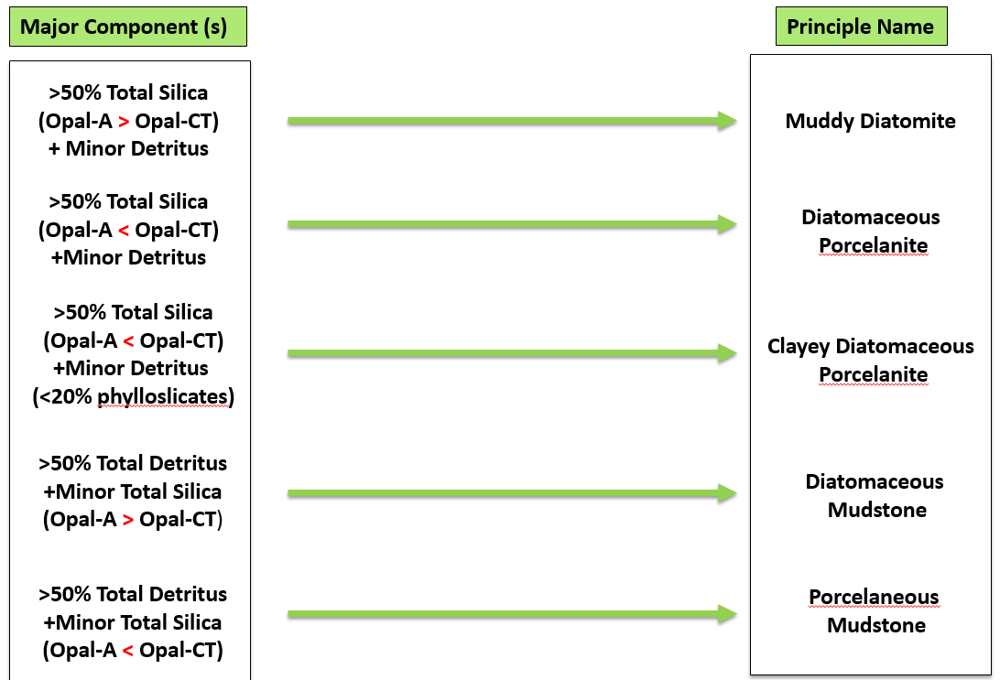 Major Component (s)
Principle Name
>50% Total Silica
(Opal-A > Opal-CT)
+ Minor Detritus
Muddy Diatomite
>50% Total Silica
(Opal-A < Opal-CT)
+Minor Detritus
Diatomaceous
Porcelanite
>50% Total Silica
(Opal-A < Opal-CT)
+Minor Detritus
(<20% phylloslicates)
Clayey Diatomaceous
Porcelanite
>50% Total Detritus
+Minor Total Silica
(Opal-A > Opal-CT)
Diatomaceous
Mudstone
>50% Total Detritus
+Minor Total Silica
(Opal-A < Opal-CT)
Porcelaneous
Mudstone